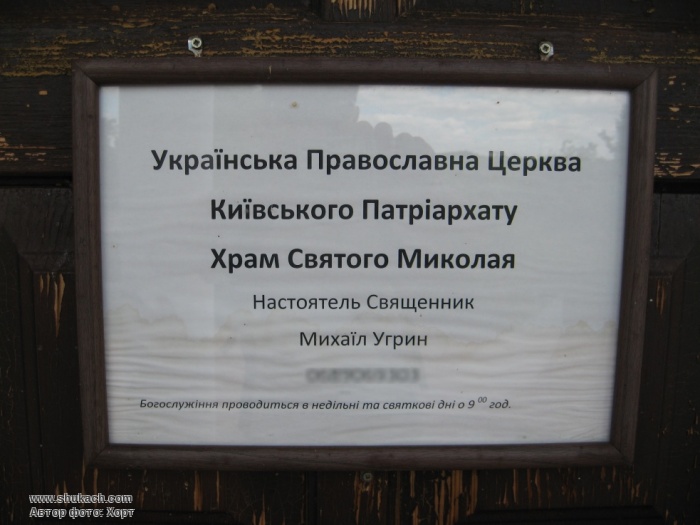 Українська Православна Церква
Київського Патріархату
Храм Святого Миколая
Настоятель Священник
Михаїл Угрин
Богослужіння проводиться в недільні та святкові дні о 9 00 год.
www.shukach.com
Автор фото: Хорт